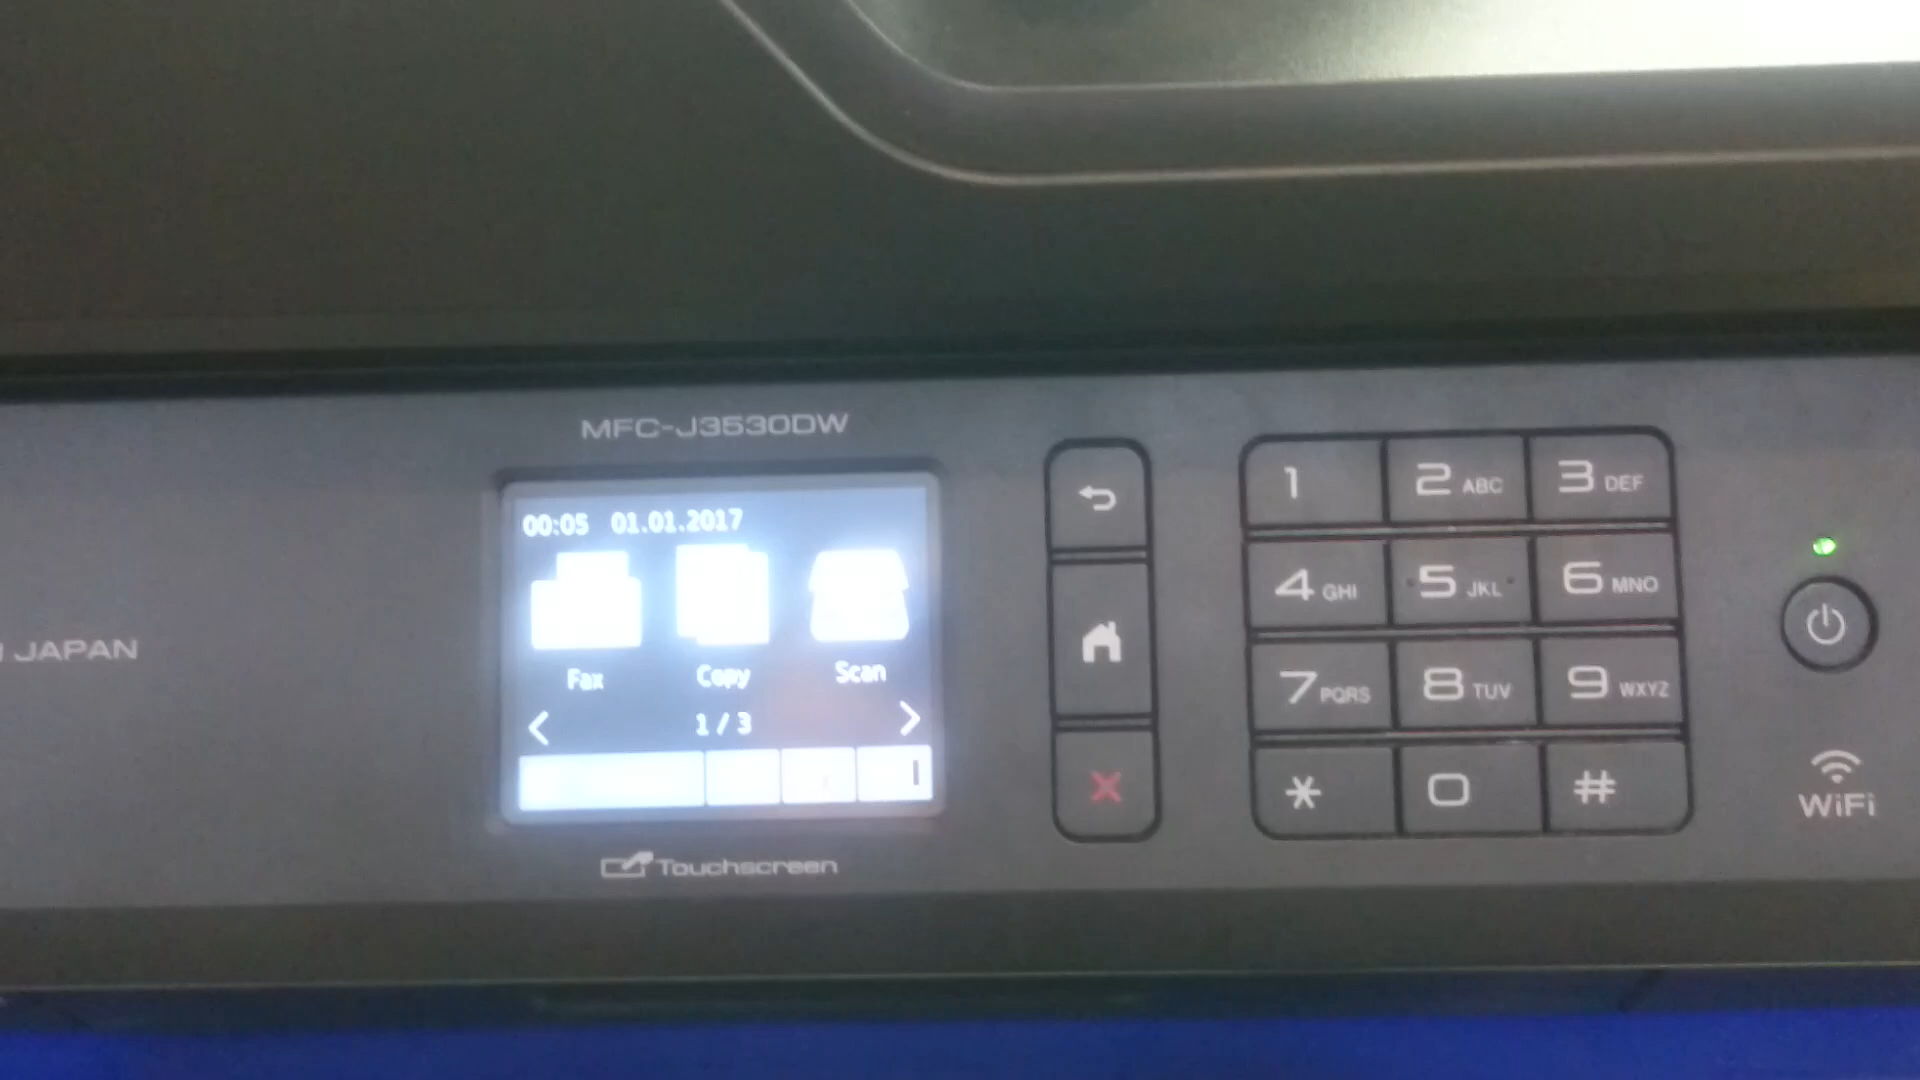 MFC-J3530DW
00:05 01.01.2017
Fax Copy Scan
1 / 3
Touchscreen
JAPAN
1 2 ABC 3 DEF
4 GHI 5 JKL 6 MNO
7 PQRS 8 TUV 9 WXYZ
* 0 #
WiFi